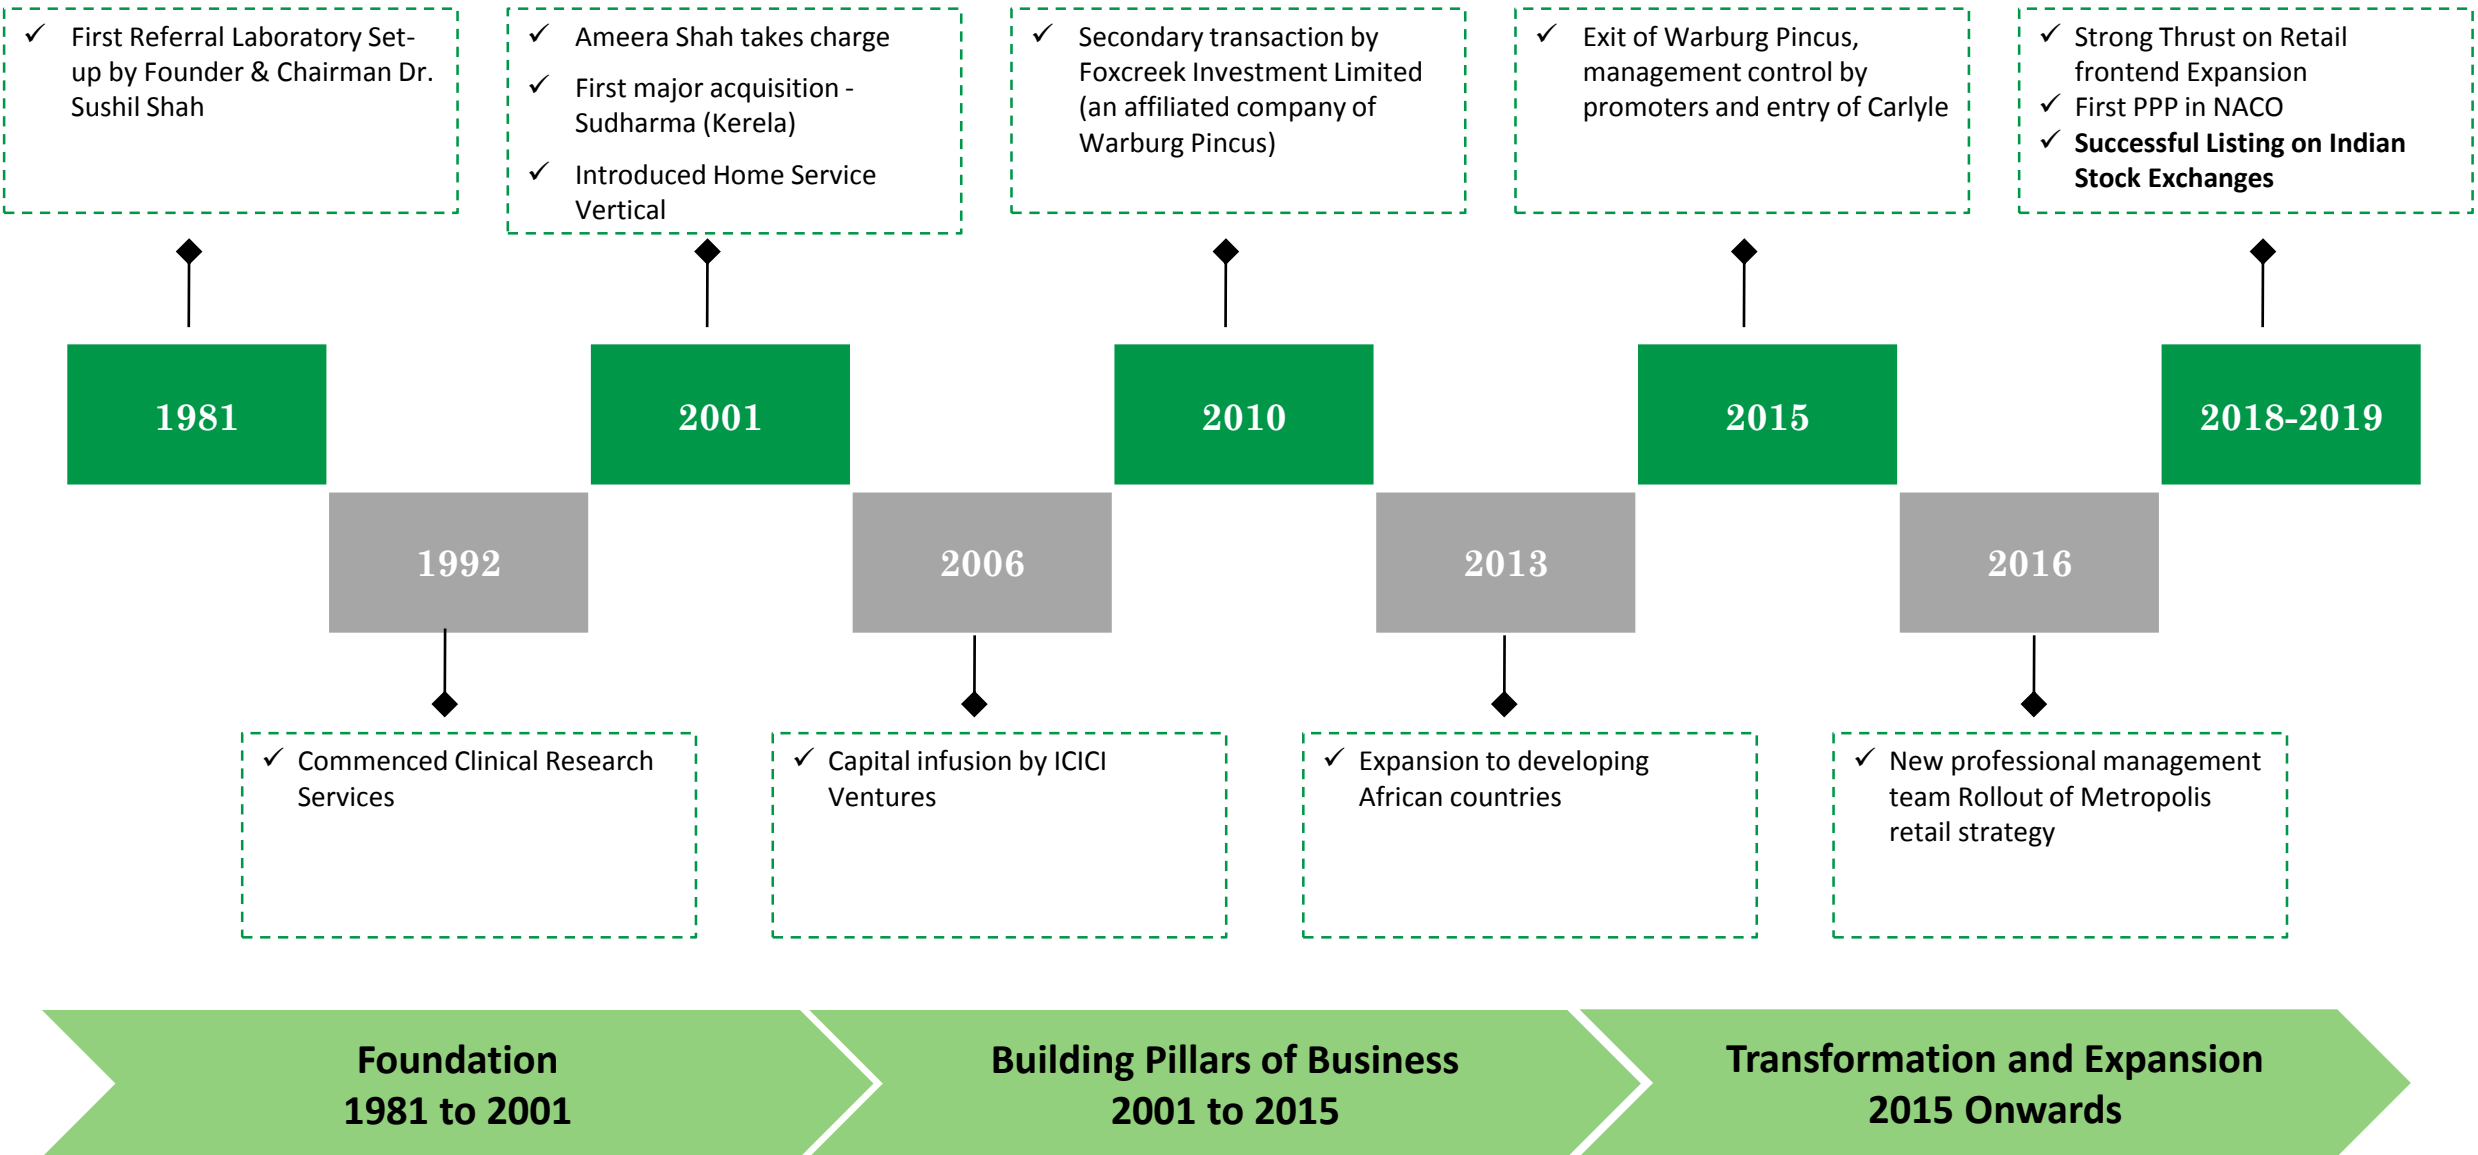 ✓ First Referral Laboratory Set-
up by Founder & Chairman Dr.
Sushil Shah
✓ Ameera Shah takes charge
✓ First major acquisition -
Sudharma (Kerela)
✓ Introduced Home Service
Vertical
✓ Secondary transaction by
Foxcreek Investment Limited
(an affiliated company of
Warburg Pincus)
✓ Exit of Warburg Pincus,
management control by
promoters and entry of Carlyle
✓ Strong Thrust on Retail
frontend Expansion
✓ First PPP in NACO
✓ Successful Listing on Indian
Stock Exchanges
1981
2001
2010
2015
2018-2019
1992
2006
2013
2016
✓ Commenced Clinical Research
Services
✓ Capital infusion by ICICI
Ventures
✓ Expansion to developing
African countries
✓ New professional management
team Rollout of Metropolis
retail strategy
Foundation
1981 to 2001
Building Pillars of Business
2001 to 2015
Transformation and Expansion
2015 Onwards